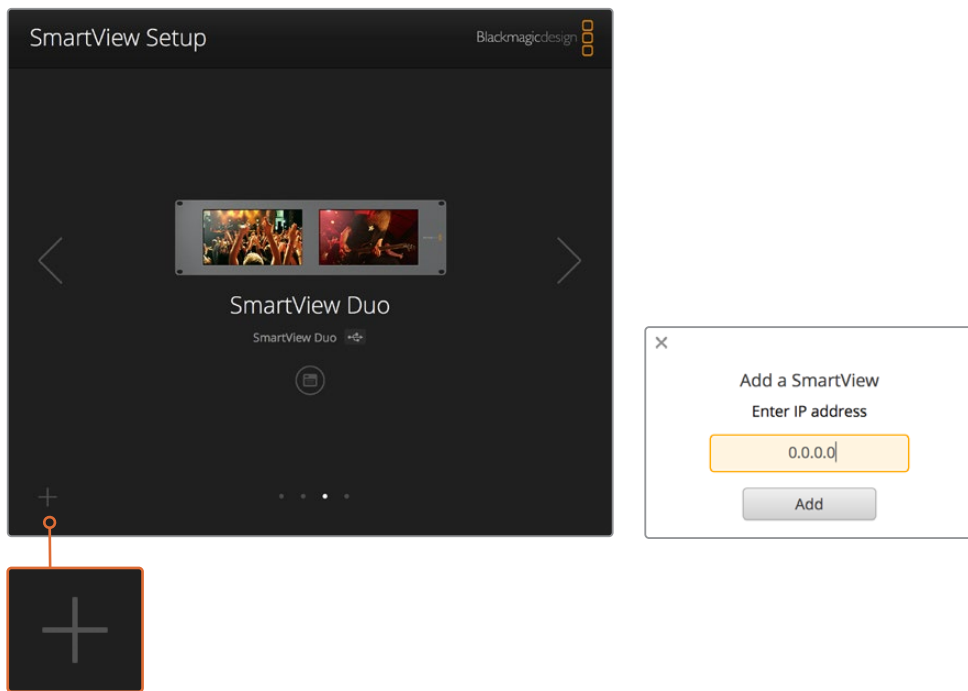 SmartView Setup
Blackmagicdesign
SmartView Duo
SmartView Duo
Add a SmartView
Enter IP address
0.0.0.0
Add